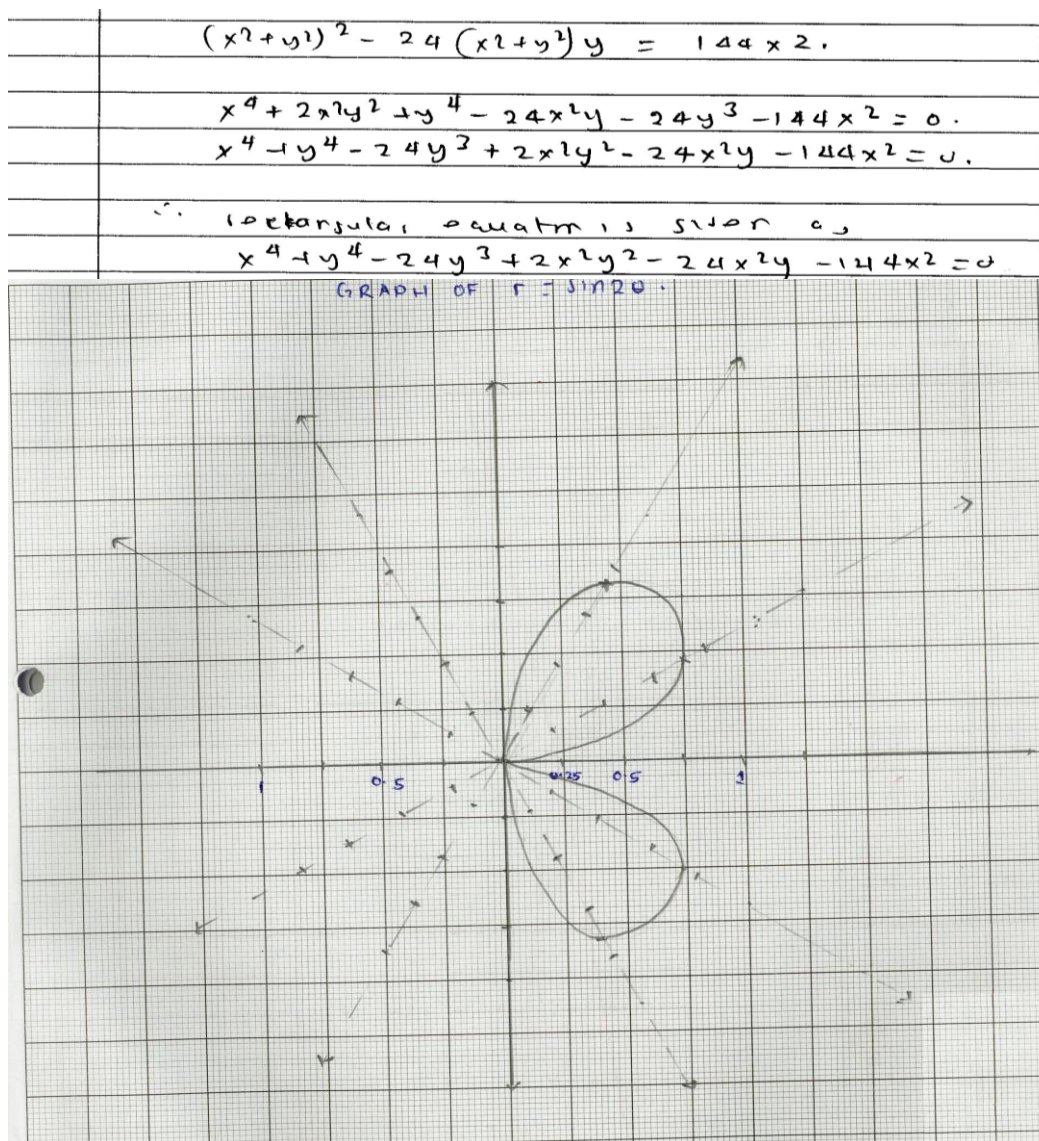 (x²+y²)² - 24 (x²+y²)y = 144x².
x⁴ + 2x²y² + y⁴ - 24x²y - 24y³ - 144x² = 0.
x⁴ + y⁴ - 24y³ + 2x²y² - 24x²y - 144x² = 0.
∴ rectangular equatn is given as
x⁴ + y⁴ - 24y³ + 2x²y² - 24x²y - 144x² = 0
GRAPH OF r = sin2θ.
1 0.5 0.25 0.5 1